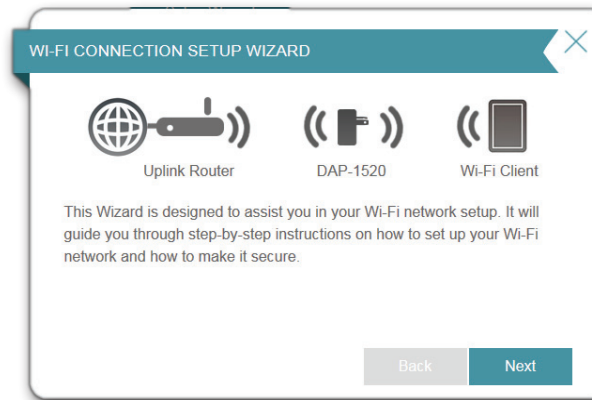 WI-FI CONNECTION SETUP WIZARD
Uplink Router
DAP-1520
Wi-Fi Client
This Wizard is designed to assist you in your Wi-Fi network setup. It will
guide you through step-by-step instructions on how to set up your Wi-Fi
network and how to make it secure.
Back
Next